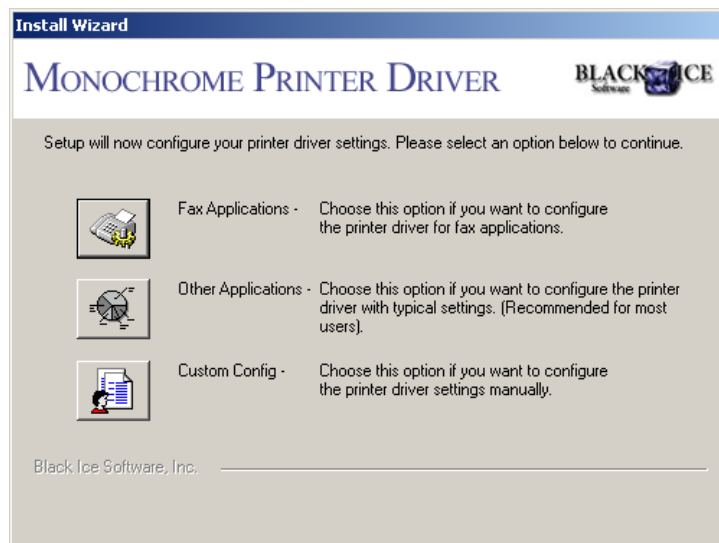 Install Wizard
MONOCHROME PRINTER DRIVER
BLACK ICE
Software
Setup will now configure your printer driver settings. Please select an option below to continue.
Fax Applications - Choose this option if you want to configure
the printer driver for fax applications.
Other Applications - Choose this option if you want to configure the printer
driver with typical settings. (Recommended for most
users).
Custom Config - Choose this option if you want to configure
the printer driver settings manually.
Black Ice Software, Inc.